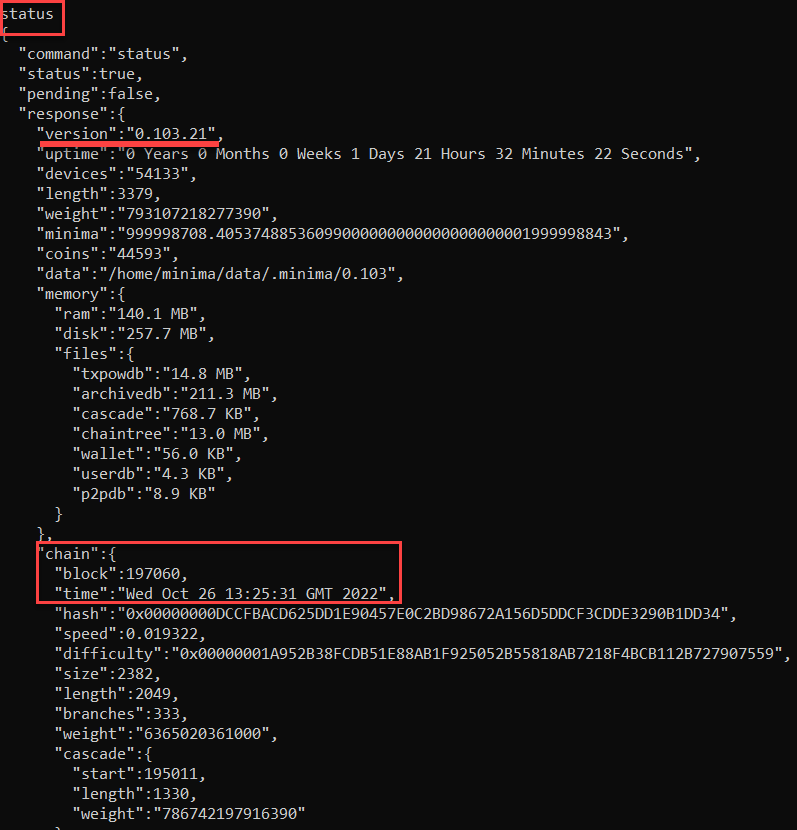 status
{
"command":"status",
"status":true,
"pending":false,
"response":{
"version":"0.103.21",
"uptime":"0 Years 0 Months 0 Weeks 1 Days 21 Hours 32 Minutes 22 Seconds",
"devices":"54133",
"length":3379,
"weight":"793107218277390",
"minima":"999998708.40537488536099000000000000000000001999998843",
"coins":"44593",
"data":"/home/minima/data/.minima/0.103",
"memory":{
"ram":"140.1 MB",
"disk":"257.7 MB",
"files":{
"txpowdb":"14.8 MB",
"archivedb":"211.3 MB",
"cascade":"768.7 KB",
"chaintree":"13.0 MB",
"wallet":"56.0 KB",
"userdb":"4.3 KB",
"p2pdb":"8.9 KB"
}
},
"chain":{
"block":197060,
"time":"Wed Oct 26 13:25:31 GMT 2022",
"hash":"0x00000000DCCFBACD625DD1E90457E0C2BD98672A156D5DDCF3CDDE3290B1DD34",
"speed":0.019322,
"difficulty":"0x00000001A952B38FCDB51E88AB1F925052B55818AB7218F4BCB112B727907559",
"size":2382,
"length":2049,
"branches":333,
"weight":"6365020361000",
"cascade":{
"start":195011,
"length":1330,
"weight":"786742197916390"